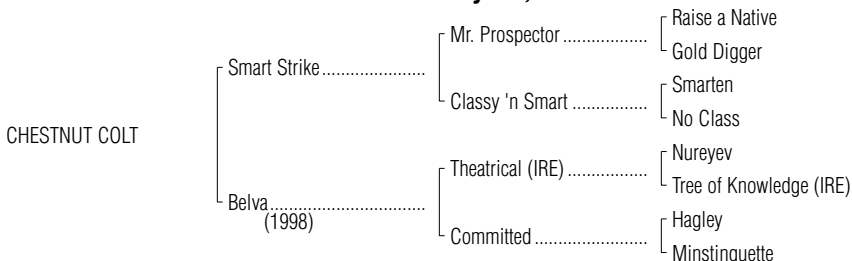 Raise a Native
Mr. Prospector ....................
Gold Digger
Smart Strike......................
Smarten
Classy 'n Smart ................
No Class
CHESTNUT COLT
Nureyev
Theatrical (IRE) .................
Tree of Knowledge (IRE)
Belva.................................
(1998)
Hagley
Committed ........................
Minstinguette